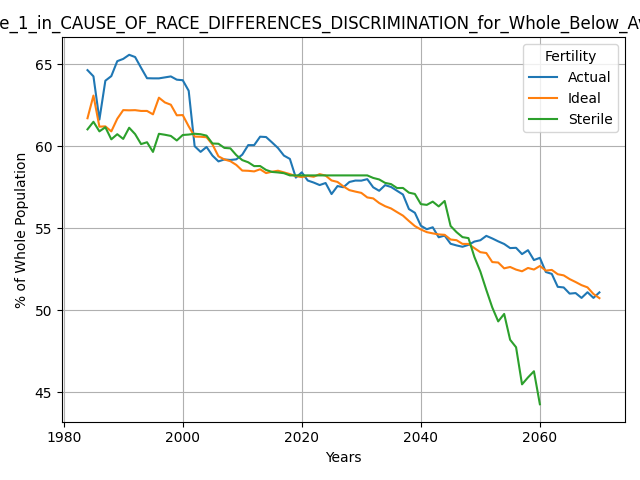 e_1_in_CAUSE_OF_RACE_DIFFERENCES_DISCRIMINATION_for_Whole_Below_Av
Fertility
Actual
Ideal
Sterile
% of Whole Population
65
60
55
50
45
1980
2000
2020
2040
2060
Years